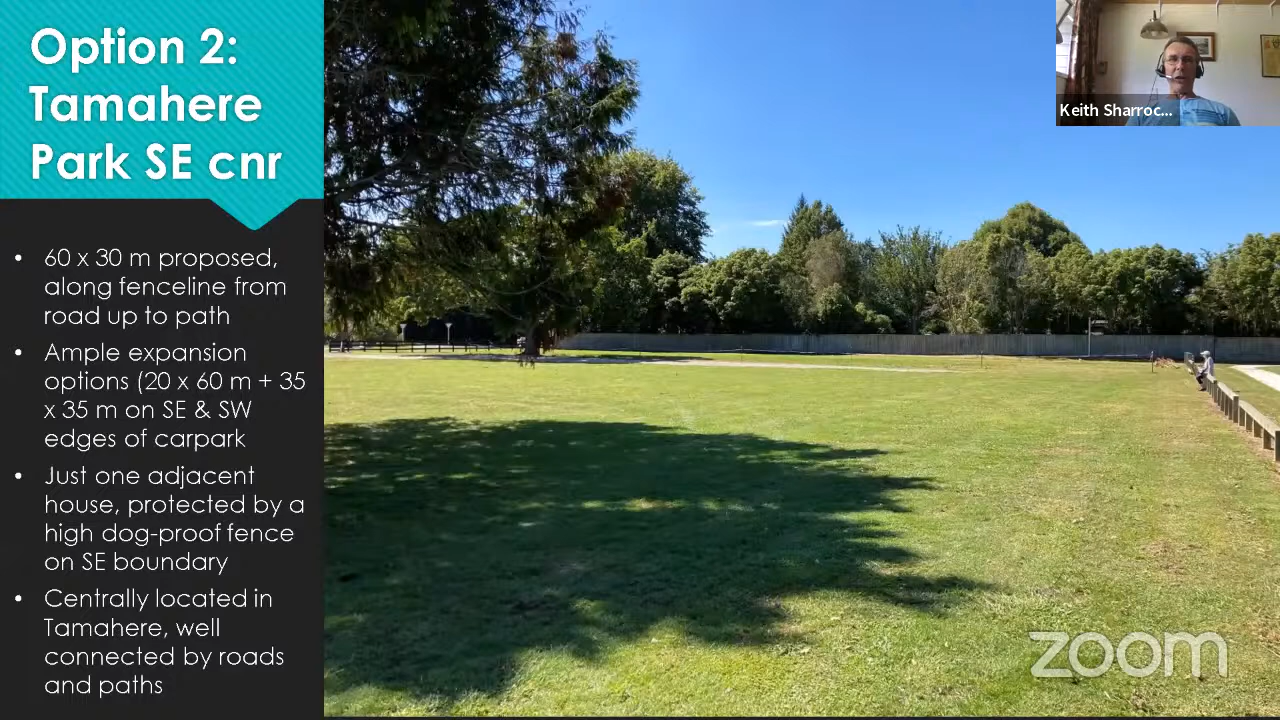 Option 2:
Tamahere
Park SE cnr
• 60 x 30 m proposed,
along fenceline from
road up to path
• Ample expansion
options (20 x 60 m + 35
x 35 m on SE & SW
edges of carpark
• Just one adjacent
house, protected by a
high dog-proof fence
on SE boundary
• Centrally located in
Tamahere, well
connected by roads
and paths
Keith Sharroc...
zoom